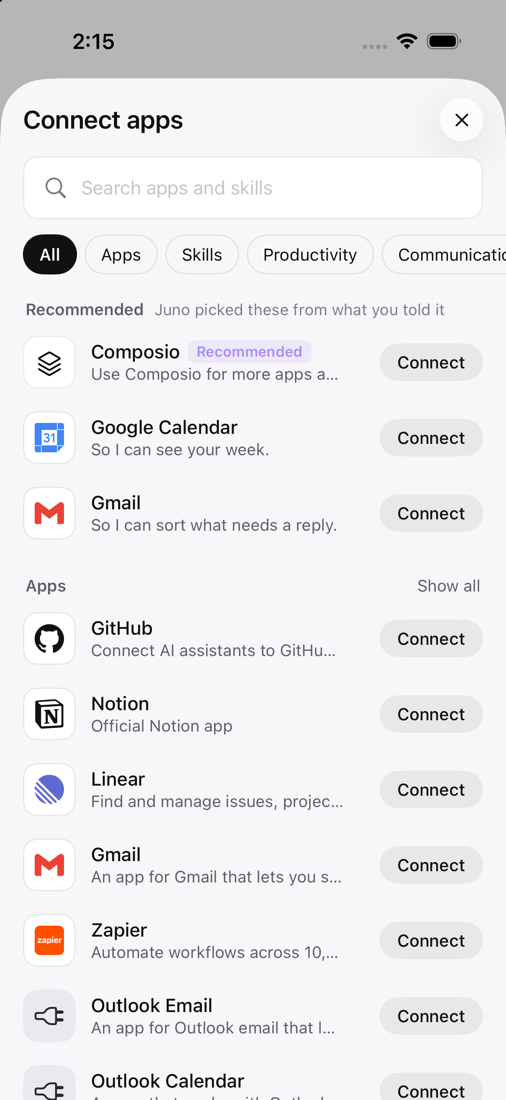 2:15
Connect apps
Search apps and skills
All Apps Skills Productivity Communicatio
Recommended Juno picked these from what you told it
Composio Recommended
Use Composio for more apps a...
Connect
31
Google Calendar
So I can see your week.
Connect
Gmail
So I can sort what needs a reply.
Connect
Apps Show all
GitHub
Connect AI assistants to GitHu...
Connect
Notion
Official Notion app
Connect
Linear
Find and manage issues, projec...
Connect
Gmail
An app for Gmail that lets you s...
Connect
zapier
Zapier
Automate workflows across 10,...
Connect
Outlook Email
An app for Outlook email that l...
Connect
Outlook Calendar
Connect